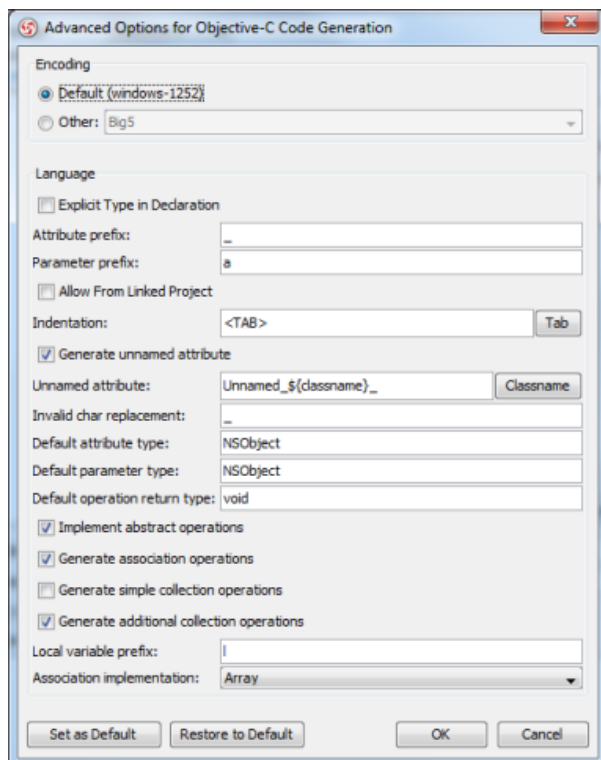 Advanced Options for Objective-C Code Generation
Encoding
Default (windows-1252)
Other: Big5
Language
Explicit Type in Declaration
Attribute prefix: _
Parameter prefix: a
Allow From Linked Project
Indentation: <TAB> Tab
Generate unnamed attribute
Unnamed attribute: Unnamed_${classname}_ Classname
Invalid char replacement: _
Default attribute type: NSObject
Default parameter type: NSObject
Default operation return type: void
Implement abstract operations
Generate association operations
Generate simple collection operations
Generate additional collection operations
Local variable prefix: l
Association implementation: Array
Set as Default Restore to Default OK Cancel